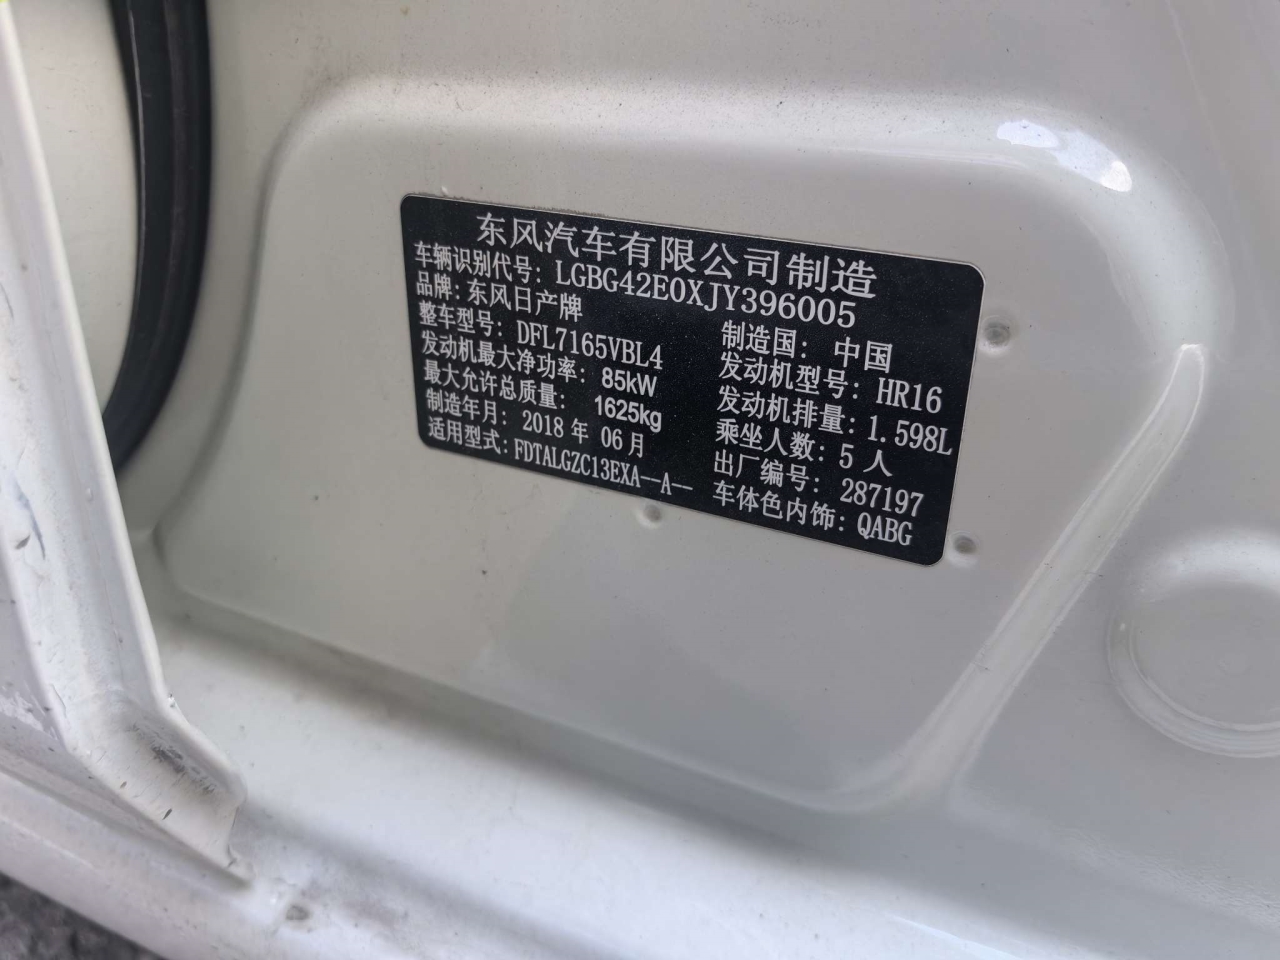 东风汽车有限公司制造
车辆识别代号: LGBG42E0XJY396005
品牌: 东风日产牌 制造国: 中国
整车型号: DFL7165VBL4 发动机型号: HR16
发动机最大净功率: 85kW 发动机排量: 1.598L
最大允许总质量: 1625kg 乘坐人数: 5 人
制造年月: 2018 年 06 月 出厂编号: 287197
适用型式: FDTALGZC13EXA--A-- 车体色内饰: QABG